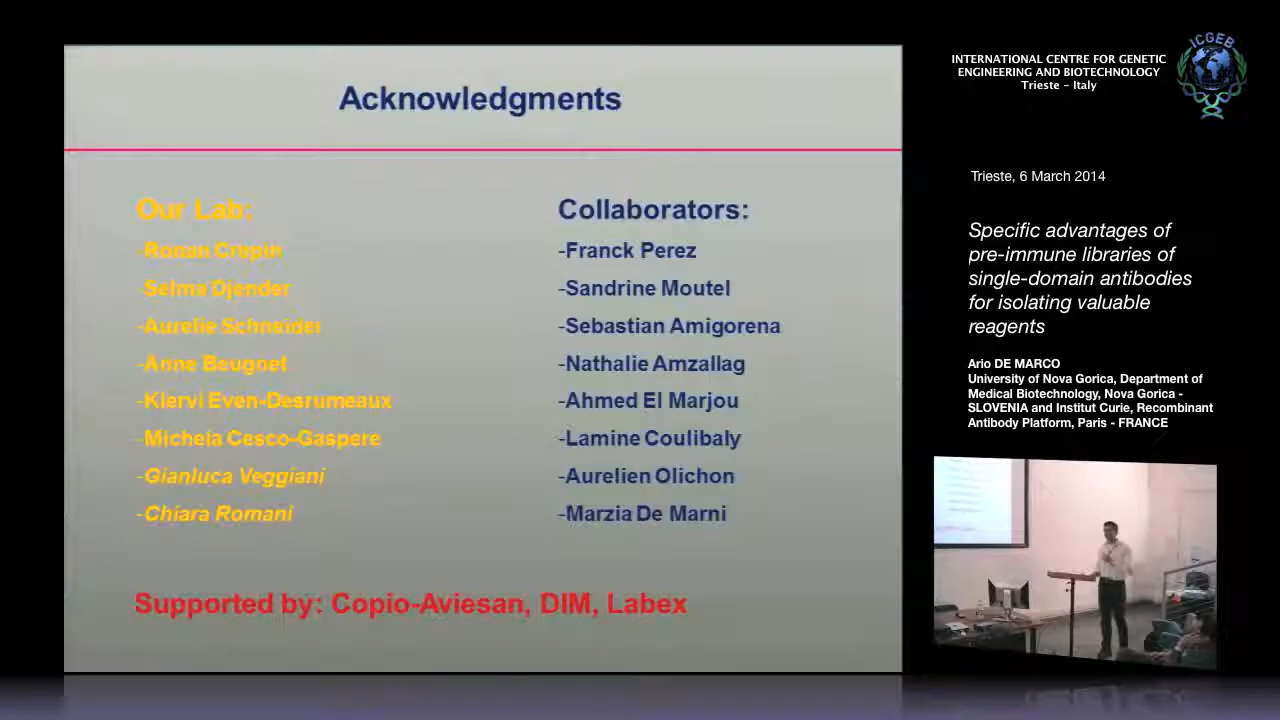 Acknowledgments
Our Lab:
-Ronan Crepin
-Selma Djender
-Aurelie Schneider
-Anne Beugnet
-Klervi Even-Desrumeaux
-Michela Cesco-Gaspere
-Gianluca Veggiani
-Chiara Romani
Supported by: Copio-Aviesan, DIM, Labex
Collaborators:
-Franck Perez
-Sandrine Moutel
-Sebastian Amigorena
-Nathalie Amzallag
-Ahmed El Marjou
-Lamine Coulibaly
-Aurelien Olichon
-Marzia De Marni
INTERNATIONAL CENTRE FOR GENETIC
ENGINEERING AND BIOTECHNOLOGY
Trieste - Italy
ICGEB
Trieste, 6 March 2014
Specific advantages of
pre-immune libraries of
single-domain antibodies
for isolating valuable
reagents
Ario DE MARCO
University of Nova Gorica, Department of
Medical Biotechnology, Nova Gorica -
SLOVENIA and Institut Curie, Recombinant
Antibody Platform, Paris - FRANCE